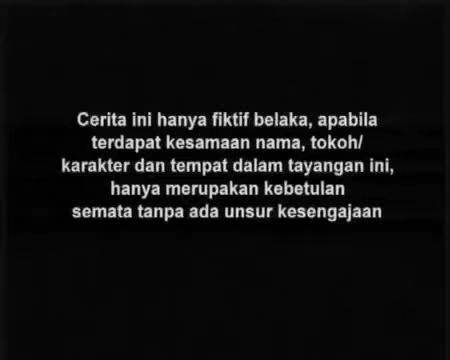 Cerita ini hanya fiktif belaka, apabila
terdapat kesamaan nama, tokoh/
karakter dan tempat dalam tayangan ini,
hanya merupakan kebetulan
semata tanpa ada unsur kesengajaan